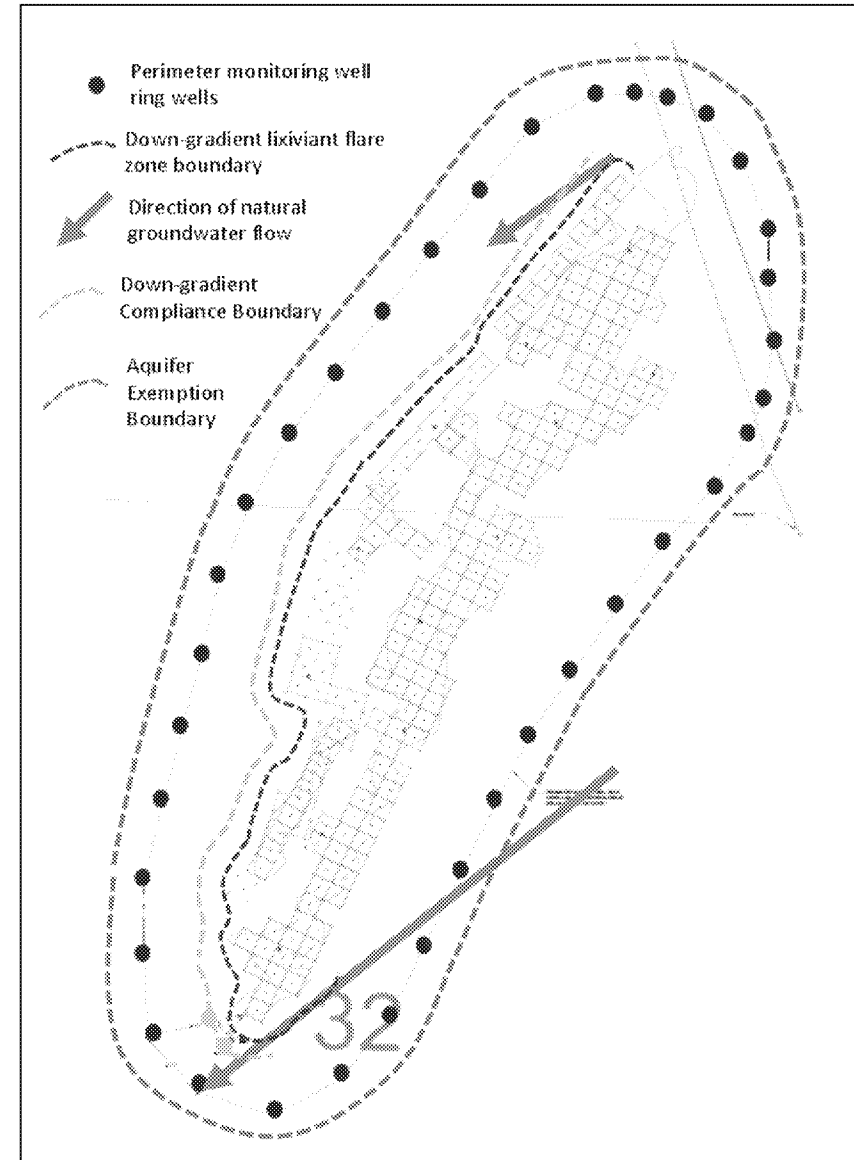 Perimeter monitoring well
ring wells
Down-gradient lixiviant flare
zone boundary
Direction of natural
groundwater flow
Down-gradient
Compliance Boundary
Aquifer
Exemption
Boundary
32